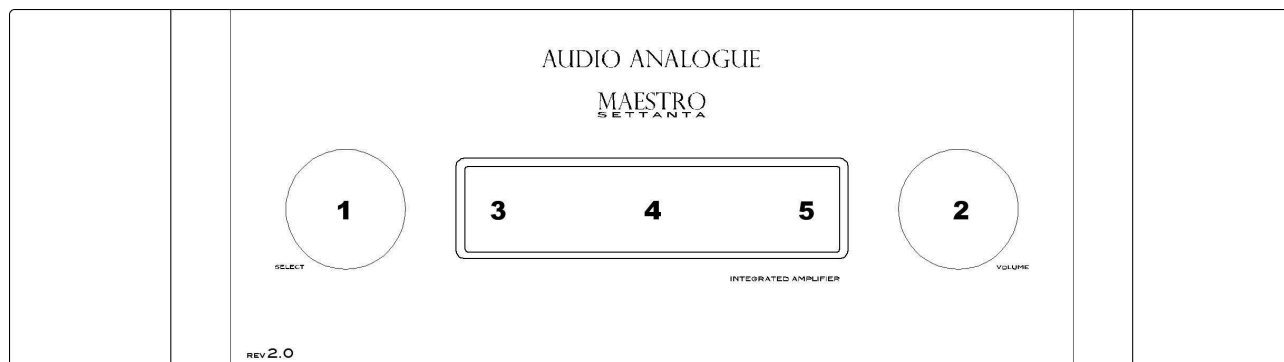 AUDIO ANALOGUE
MAESTRO
SETTANTA
1 3 4 5 2
SELECT VOLUME
INTEGRATED AMPLIFIER
REV 2.0